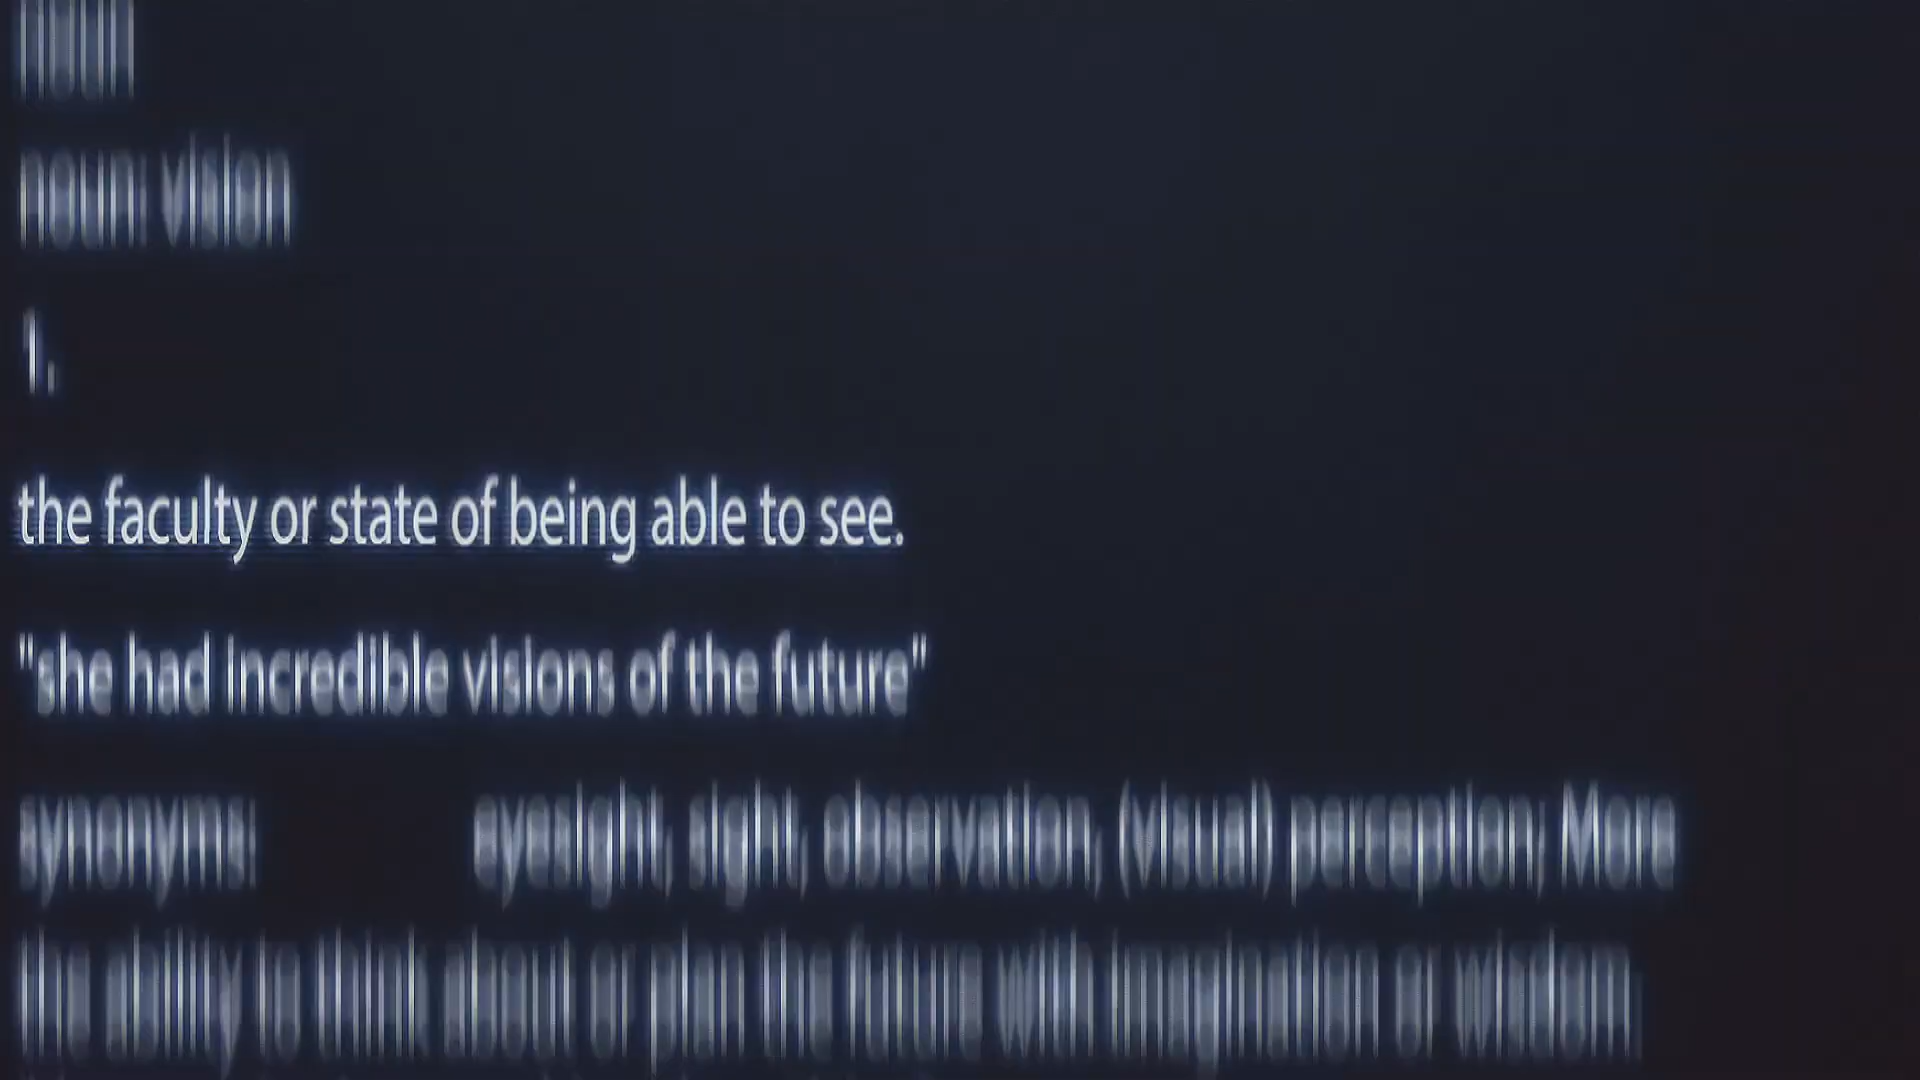 noun
noun: vision
1.
the faculty or state of being able to see.
"she had incredible visions of the future"
synonyms: eyesight, sight, observation, (visual) perception; More
the ability to think about or plan the future with imagination or wisdom.